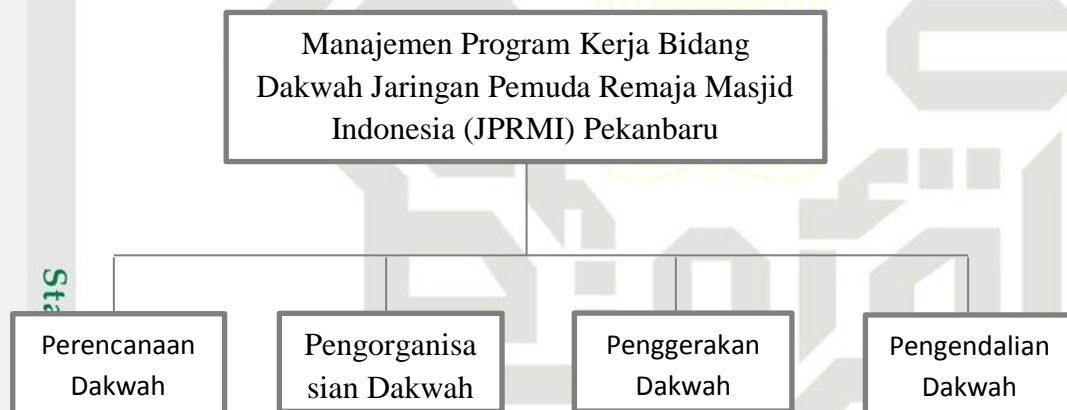 Manajemen Program Kerja Bidang
Dakwah Jaringan Pemuda Remaja Masjid
Indonesia (JPRMI) Pekanbaru
Sta
Perencanaan
Dakwah
Pengorganisa
sian Dakwah
Penggerakan
Dakwah
Pengendalian
Dakwah